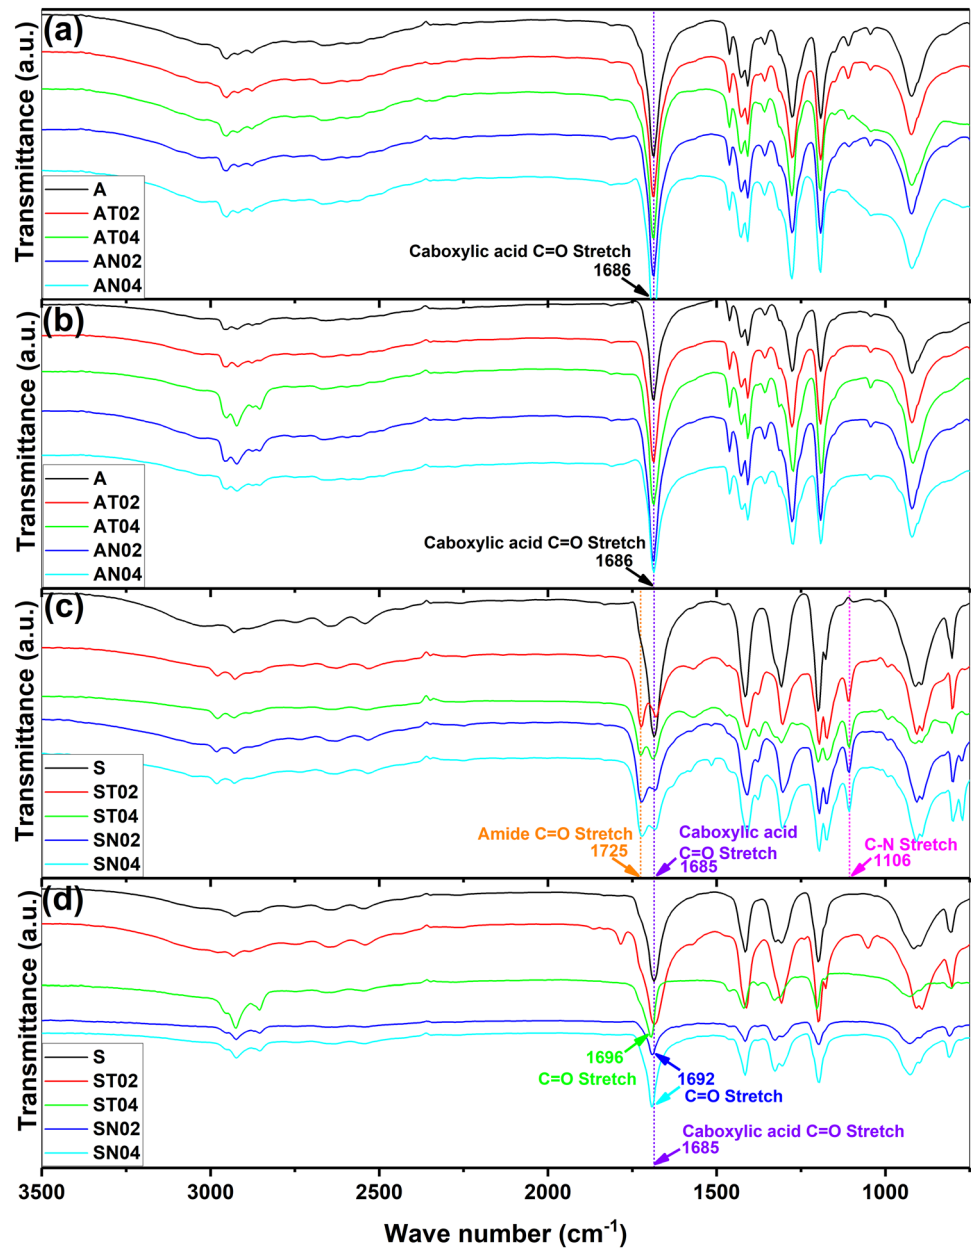 (a)
Transmittance (a.u.)
A
AT02
AT04
AN02
AN04
Caboxylic acid C=O Stretch
1686
(b)
Transmittance (a.u.)
A
AT02
AT04
AN02
AN04
Caboxylic acid C=O Stretch
1686
(c)
Transmittance (a.u.)
S
ST02
ST04
SN02
SN04
Amide C=O Stretch
1725
Caboxylic acid
C=O Stretch
1685
C-N Stretch
1106
(d)
Transmittance (a.u.)
S
ST02
ST04
SN02
SN04
1696
C=O Stretch
1692
C=O Stretch
Caboxylic acid C=O Stretch
1685
3500 3000 2500 2000 1500 1000
Wave number (cm⁻¹)